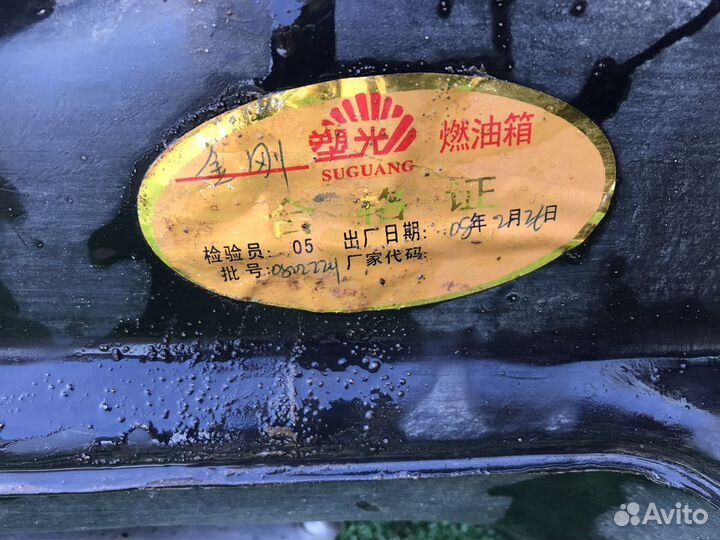 塑光
燃油箱
金刚
SUGUANG
合格证
检验员: 05 出厂日期: 08年2月26日
批号: 厂家代码:
Avito